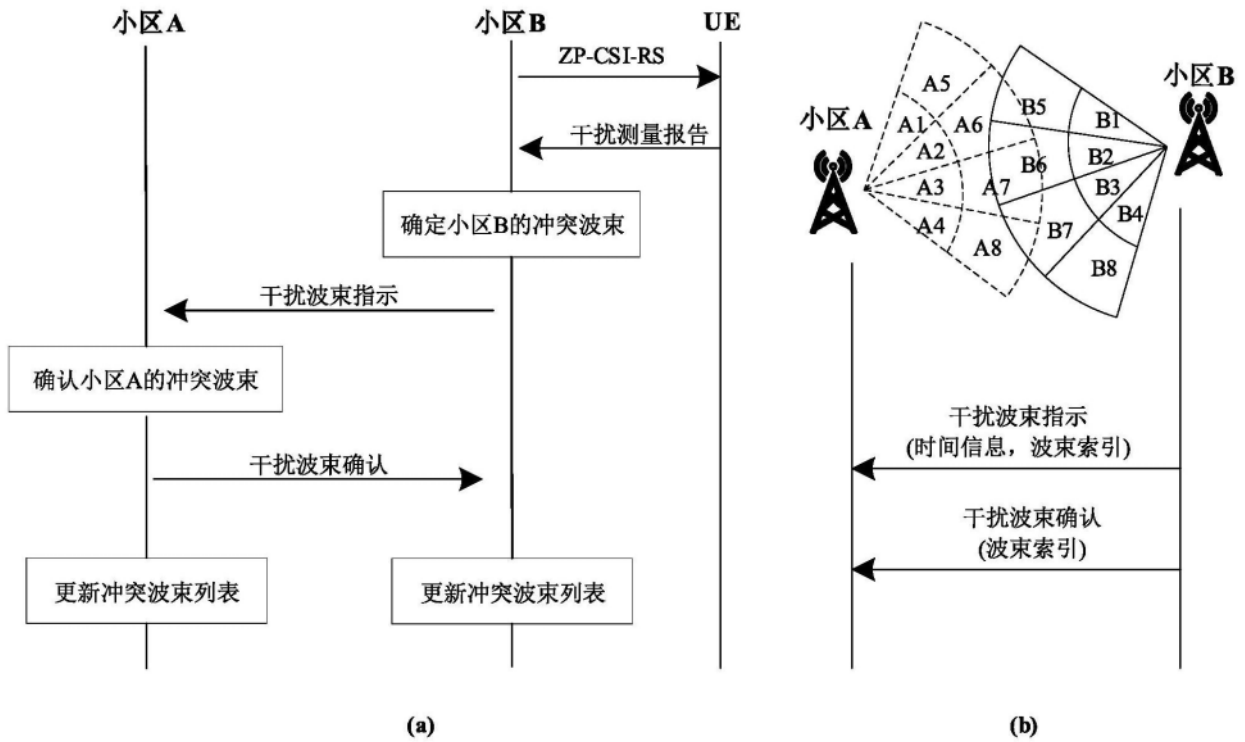 小区A
小区B
UE
ZP-CSI-RS
干扰测量报告
确定小区B的冲突波束
干扰波束指示
确认小区A的冲突波束
干扰波束确认
更新冲突波束列表
更新冲突波束列表
(a)
小区A
小区B
A5
A1
A6
A2
A3
A7
A4
A8
B5
B1
B6
B2
B3
B7
B4
B8
干扰波束指示
(时间信息，波束索引)
干扰波束确认
(波束索引)
(b)